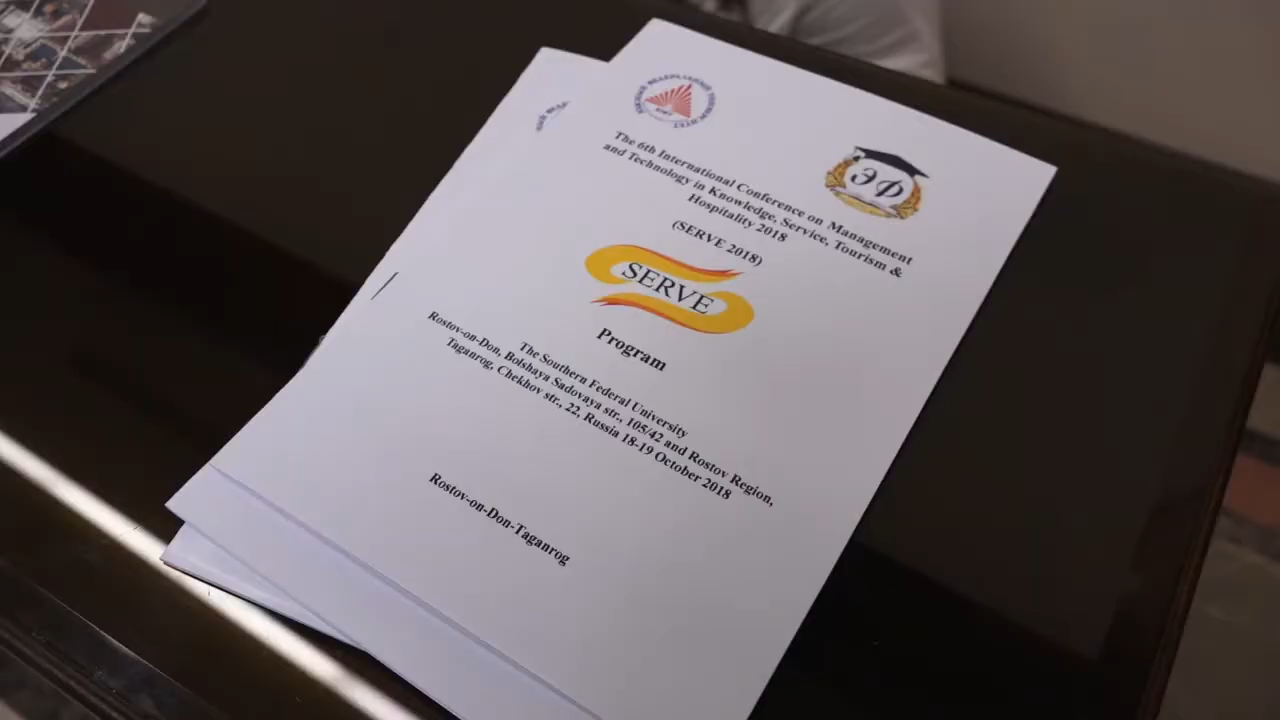 The 6th International Conference on Management
and Technology in Knowledge, Service, Tourism &
Hospitality 2018
(SERVE 2018)
ЭФ
SERVE
Program
The Southern Federal University
Rostov-on-Don, Bolshaya Sadovaya str., 105/42 and Rostov Region,
Taganrog, Chekhov str., 22, Russia 18-19 October 2018
Rostov-on-Don-Taganrog